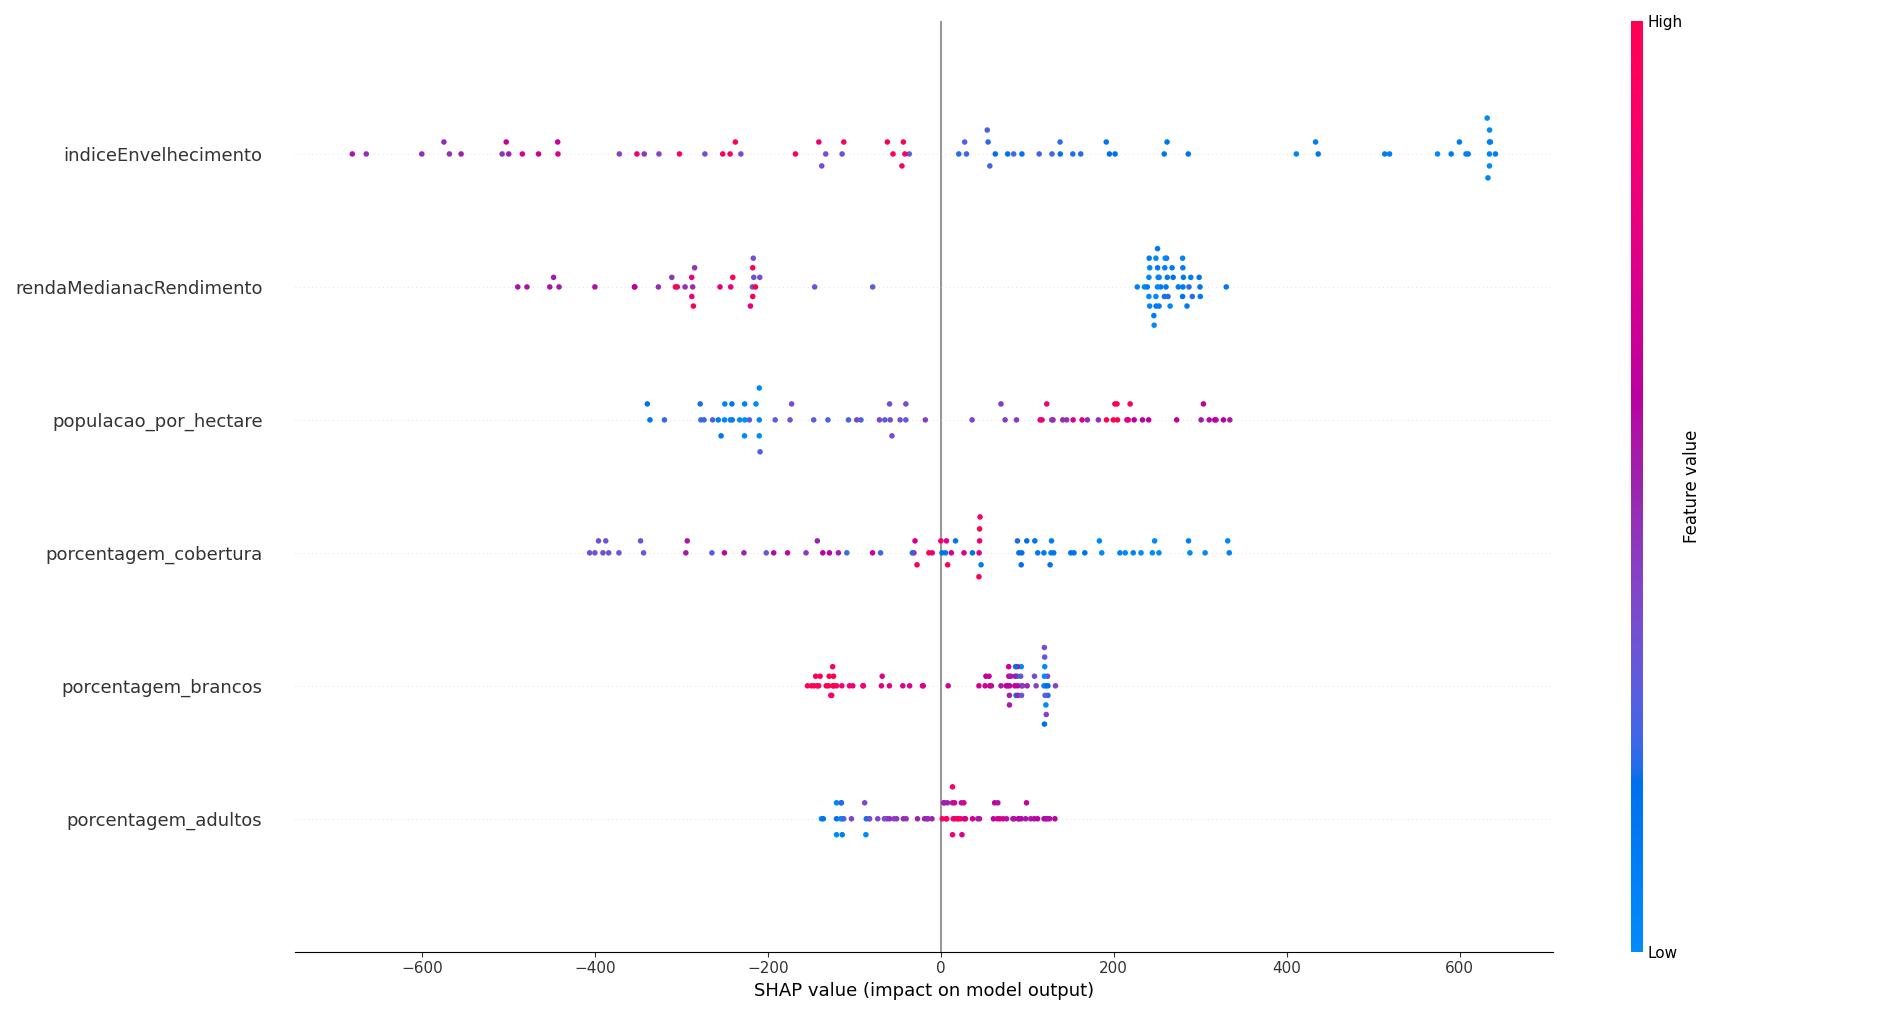 High
indiceEnvelhecimento
rendaMedianacRendimento
populacao_por_hectare
porcentagem_cobertura
porcentagem_brancos
porcentagem_adultos
Feature value
Low
−600 −400 −200 0 200 400 600
SHAP value (impact on model output)